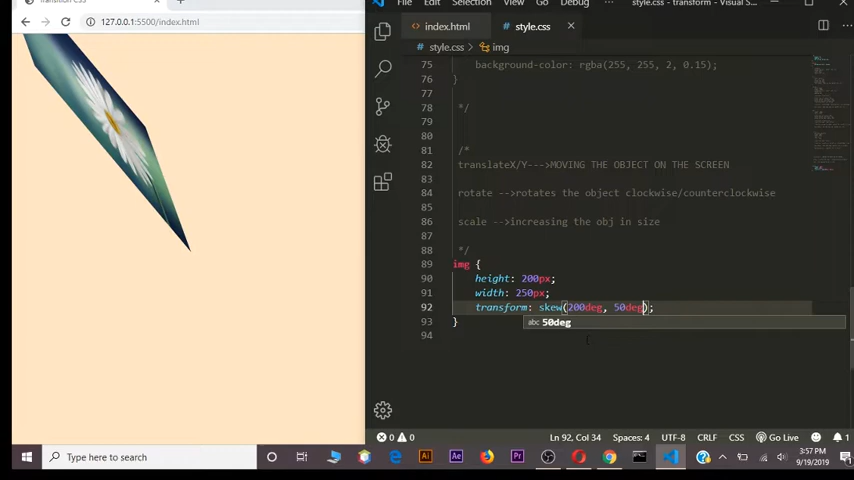 Transition CSS
127.0.0.1:5500/index.html
Edit Selection View Go Debug style.css - transform - Visual S...
index.html
style.css
style.css > img
75 background-color: rgba(255, 255, 2, 0.15);
76 }
77
78 */
79
80
81 /*
82 translateX/Y--->MOVING THE OBJECT ON THE SCREEN
83
84 rotate -->rotates the object clockwise/counterclockwise
85
86 scale -->increasing the obj in size
87
88 */
89 img {
90 height: 200px;
91 width: 250px;
92 transform: skew(200deg, 50deg);
93 }
abc 50deg
94
0 0 Ln 92, Col 34 Spaces: 4 UTF-8 CRLF CSS Go Live 1
Type here to search
Ai
Ae
Pr
3:57 PM
9/19/2019